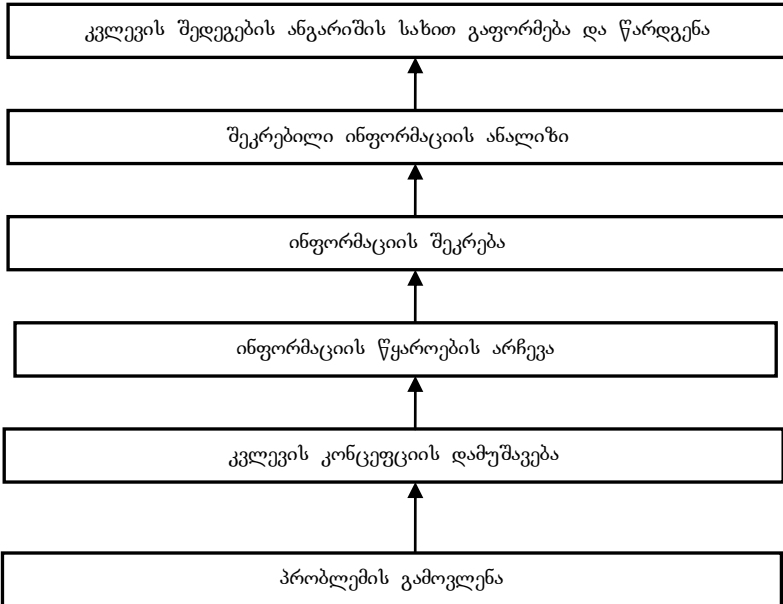 კვლევის შედეგების ანგარიშის სახით გაფორმება და წარდგენა
შეკრებილი ინფორმაციის ანალიზი
ინფორმაციის შეკრება
ინფორმაციის წყაროების არჩევა
კვლევის კონცეფციის დამუშავება
პრობლემის გამოვლენა